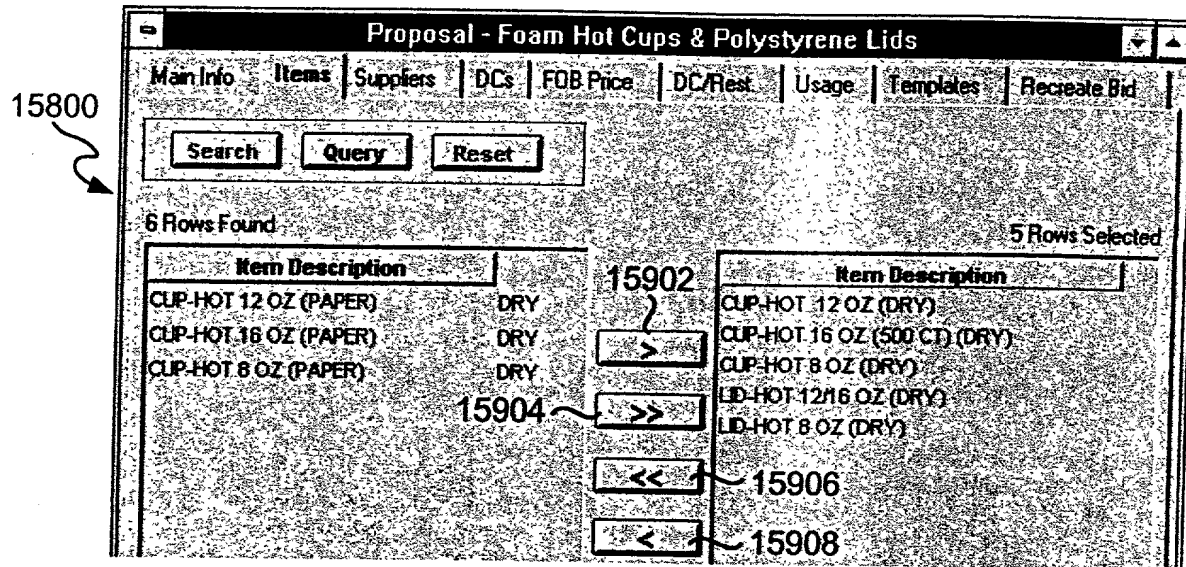 Proposal - Foam Hot Cups & Polystyrene Lids
Main Info Items Suppliers DCs FOB Price DC/Rest. Usage Templates Recreate Bid
15800
Search Query Reset
6 Rows Found
5 Rows Selected
Item Description
CUP-HOT 12 OZ (PAPER) DRY
CUP-HOT 16 OZ (PAPER) DRY
CUP-HOT 8 OZ (PAPER) DRY
15902
>
15904 >>
<< 15906
< 15908
Item Description
CUP-HOT 12 OZ (DRY)
CUP-HOT 16 OZ (500 CT) (DRY)
CUP-HOT 8 OZ (DRY)
LID-HOT 12/16 OZ (DRY)
LID-HOT 8 OZ (DRY)